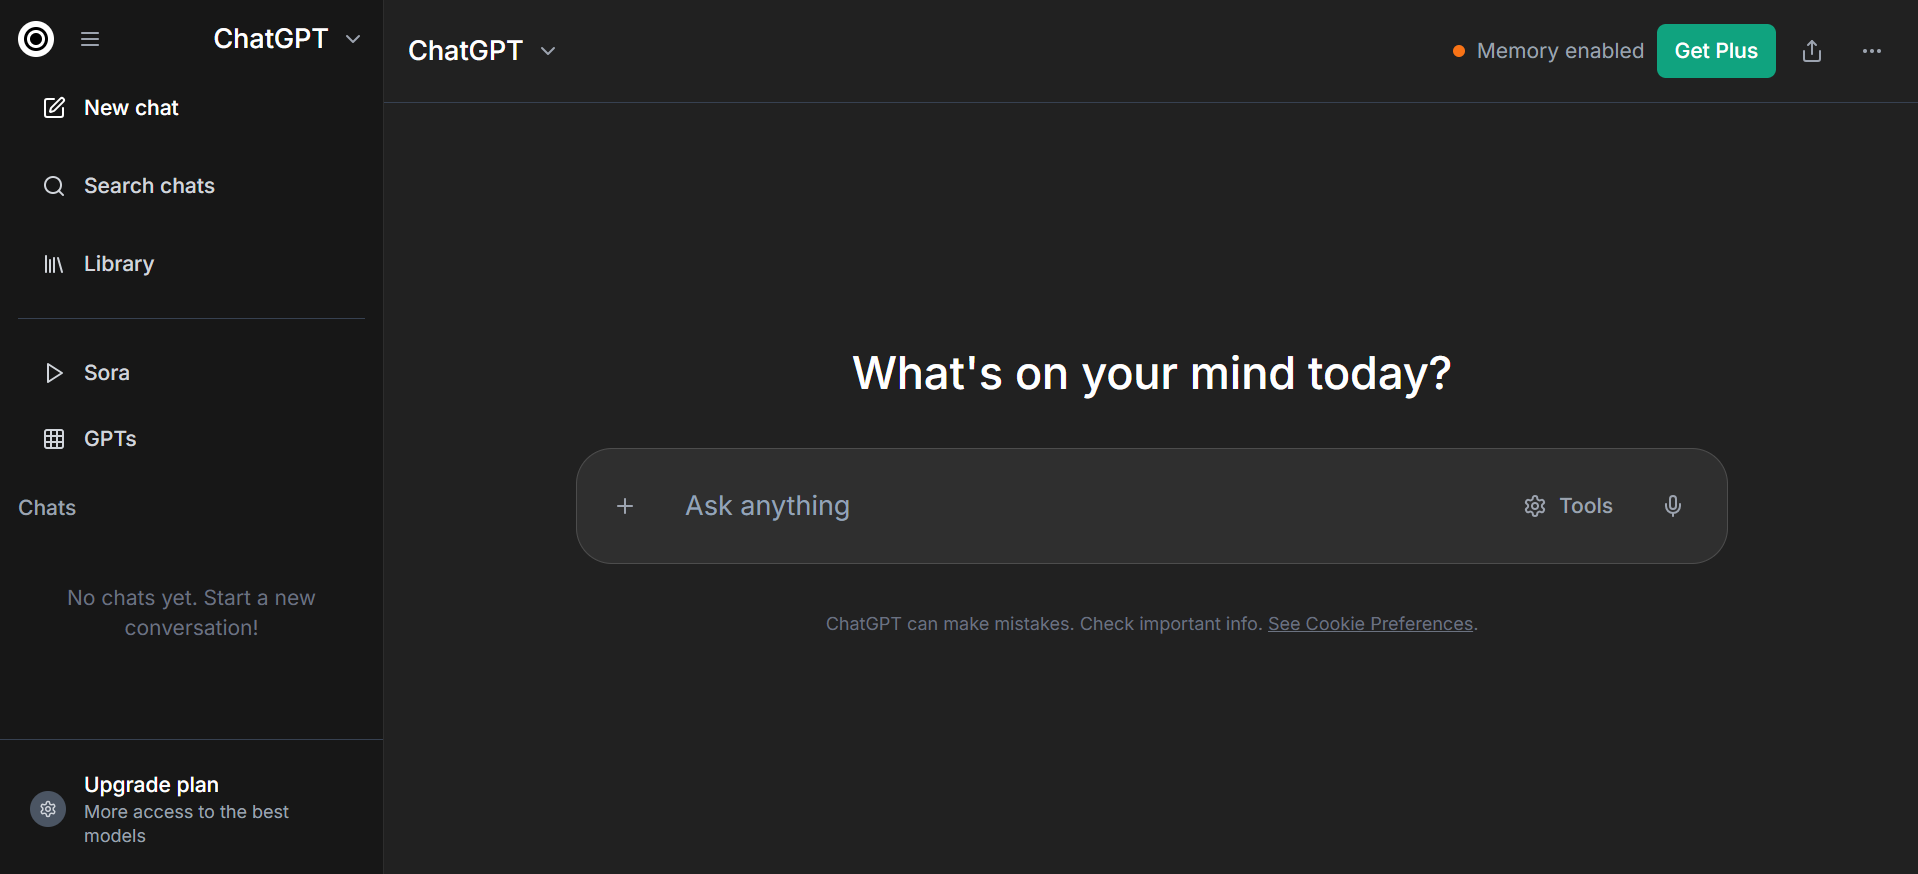 ChatGPT
New chat
Search chats
Library
Sora
GPTs
Chats
No chats yet. Start a new
conversation!
Upgrade plan
More access to the best
models
ChatGPT
Memory enabled
Get Plus
What's on your mind today?
Ask anything
Tools
ChatGPT can make mistakes. Check important info. See Cookie Preferences.